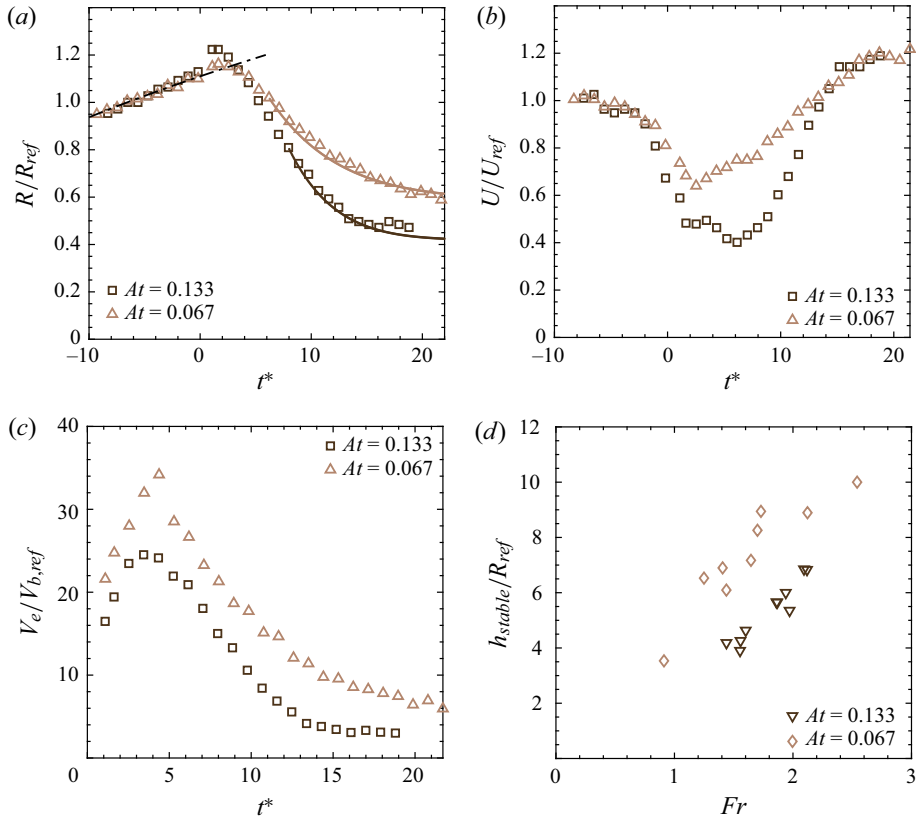 (a)
1.2
1.0
0.8
0.6
0.4
0.2
0
–10
0
10
20
R/R_ref
t*
At = 0.133
At = 0.067
(b)
1.2
1.0
0.8
0.6
0.4
0.2
0
–10
0
10
20
U/U_ref
t*
At = 0.133
At = 0.067
(c)
40
36
28
20
10
0
0
5
10
15
20
V_e/V_b,ref
t*
At = 0.133
At = 0.067
(d)
12
10
8
6
4
2
0
1
2
3
h_stable/R_ref
Fr
At = 0.133
At = 0.067